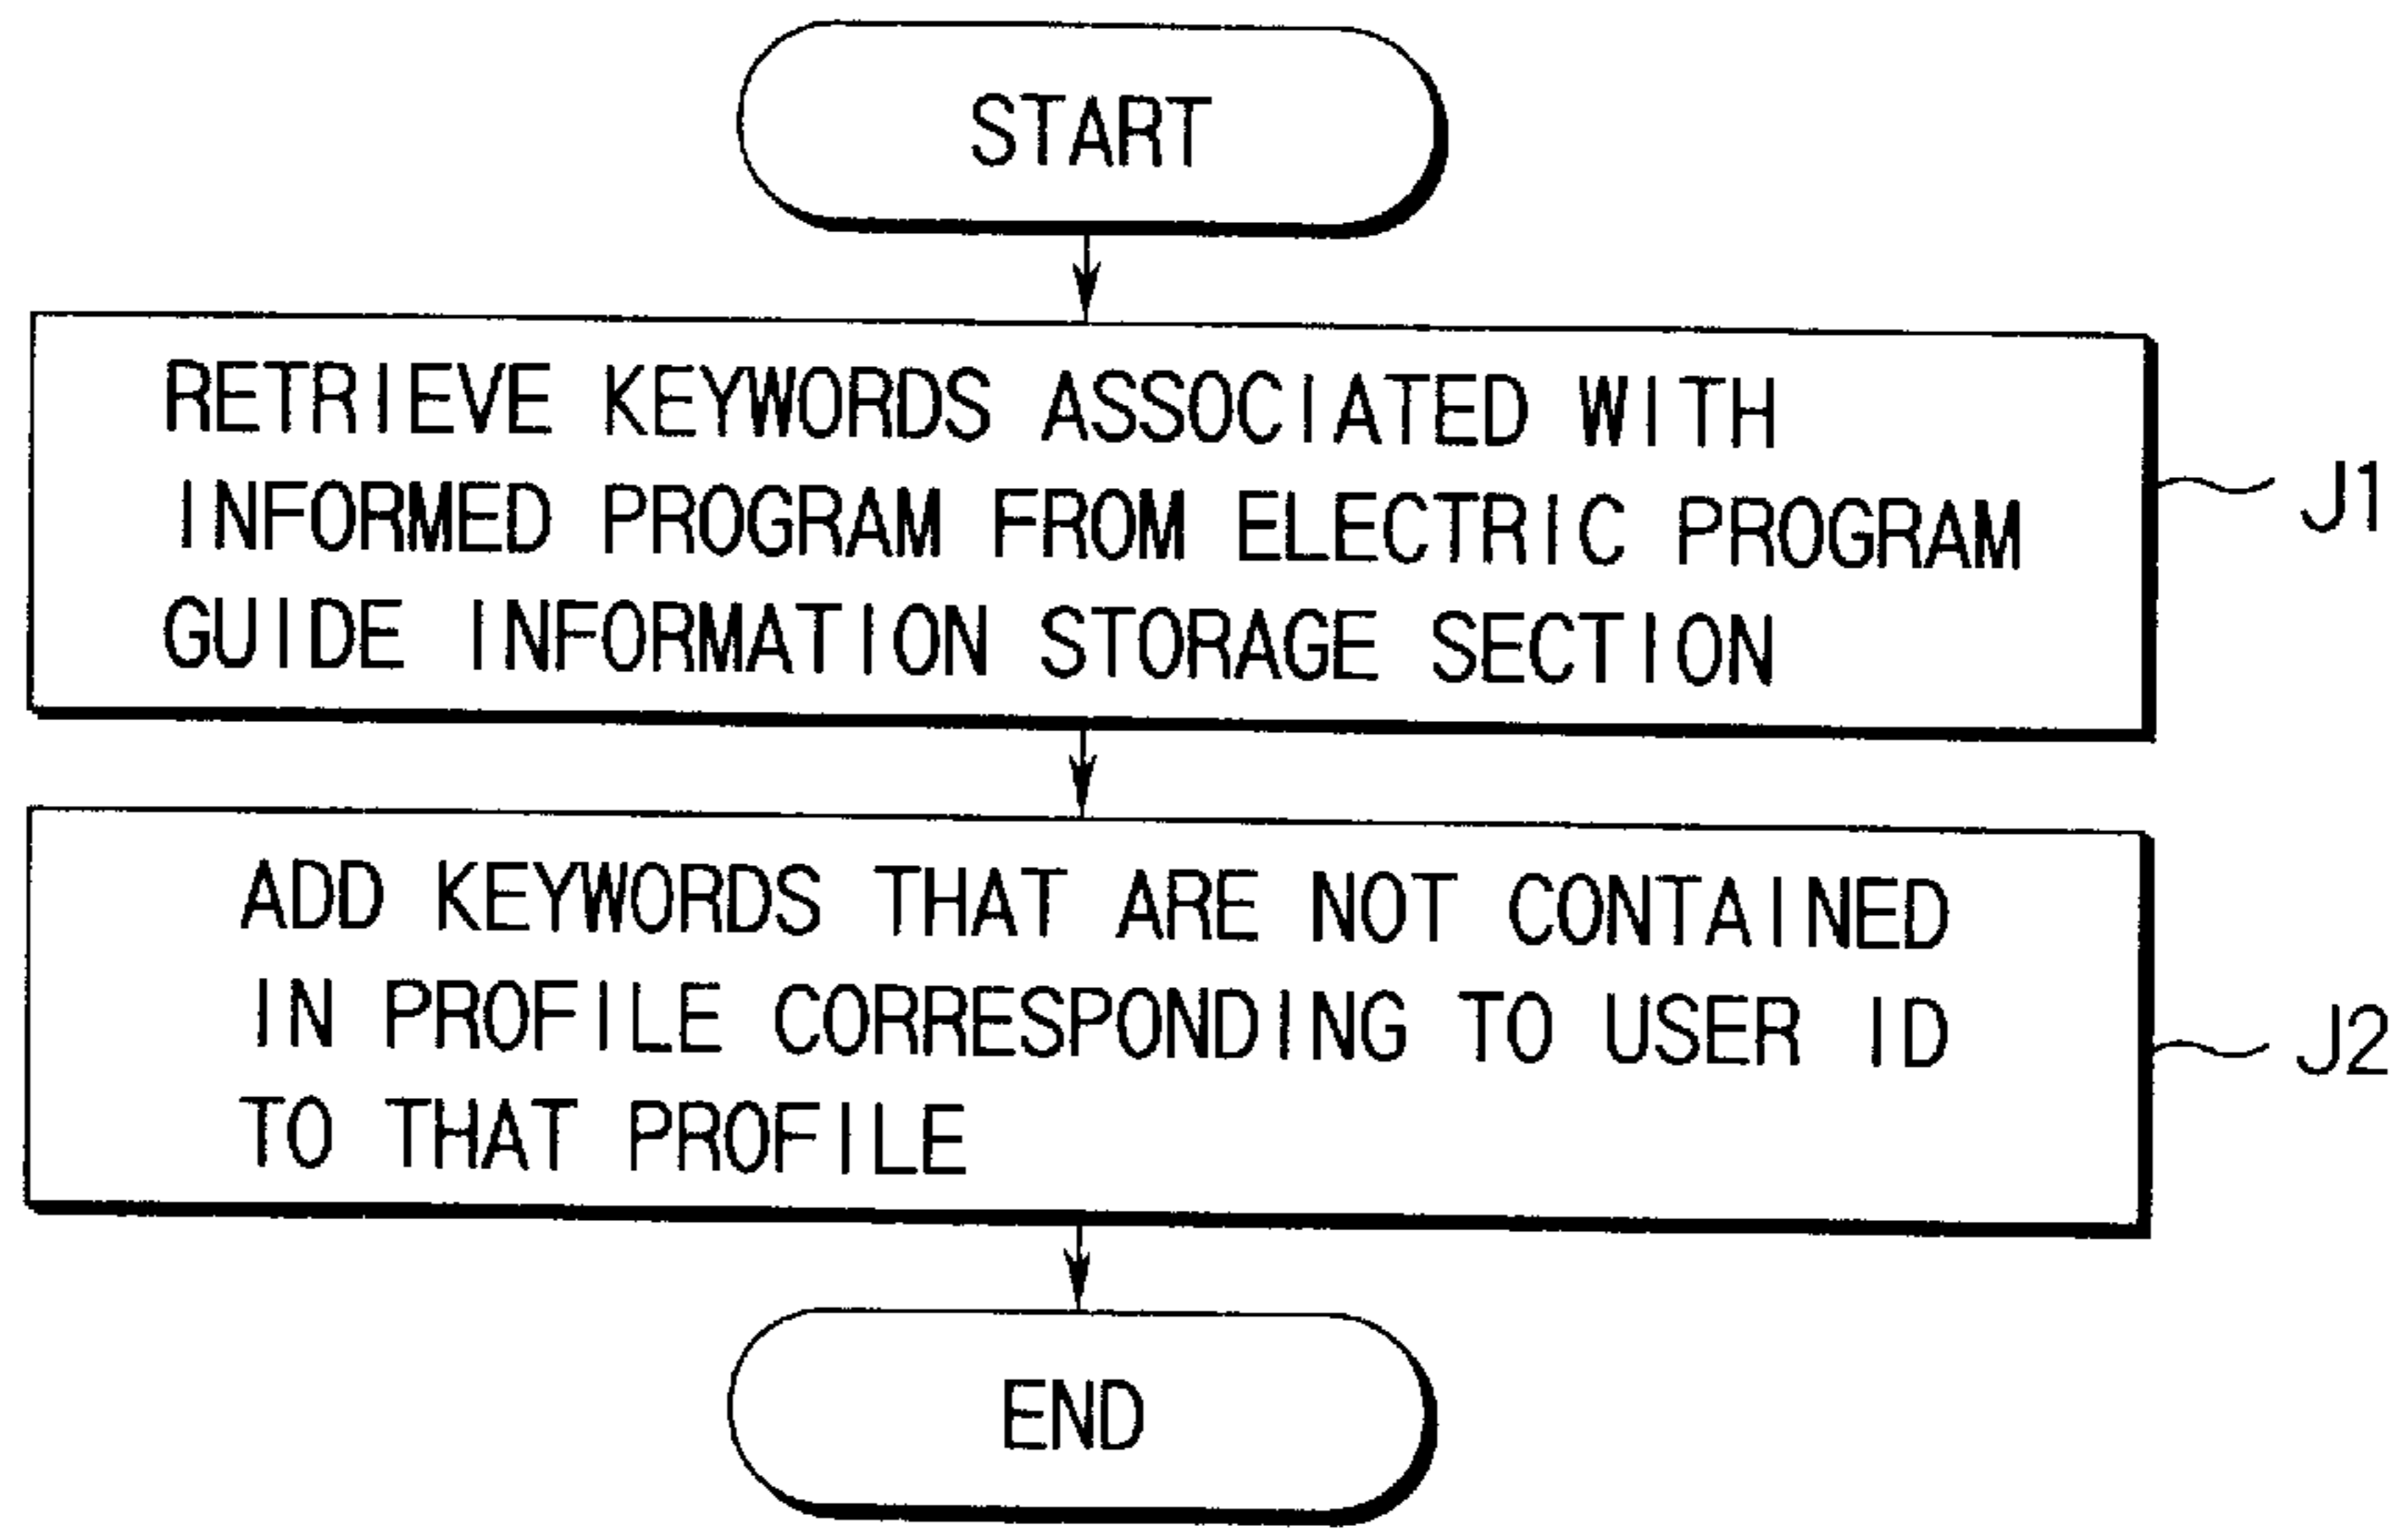 START
RETRIEVE KEYWORDS ASSOCIATED WITH
INFORMED PROGRAM FROM ELECTRIC PROGRAM
GUIDE INFORMATION STORAGE SECTION
J1
ADD KEYWORDS THAT ARE NOT CONTAINED
IN PROFILE CORRESPONDING TO USER ID
TO THAT PROFILE
J2
END